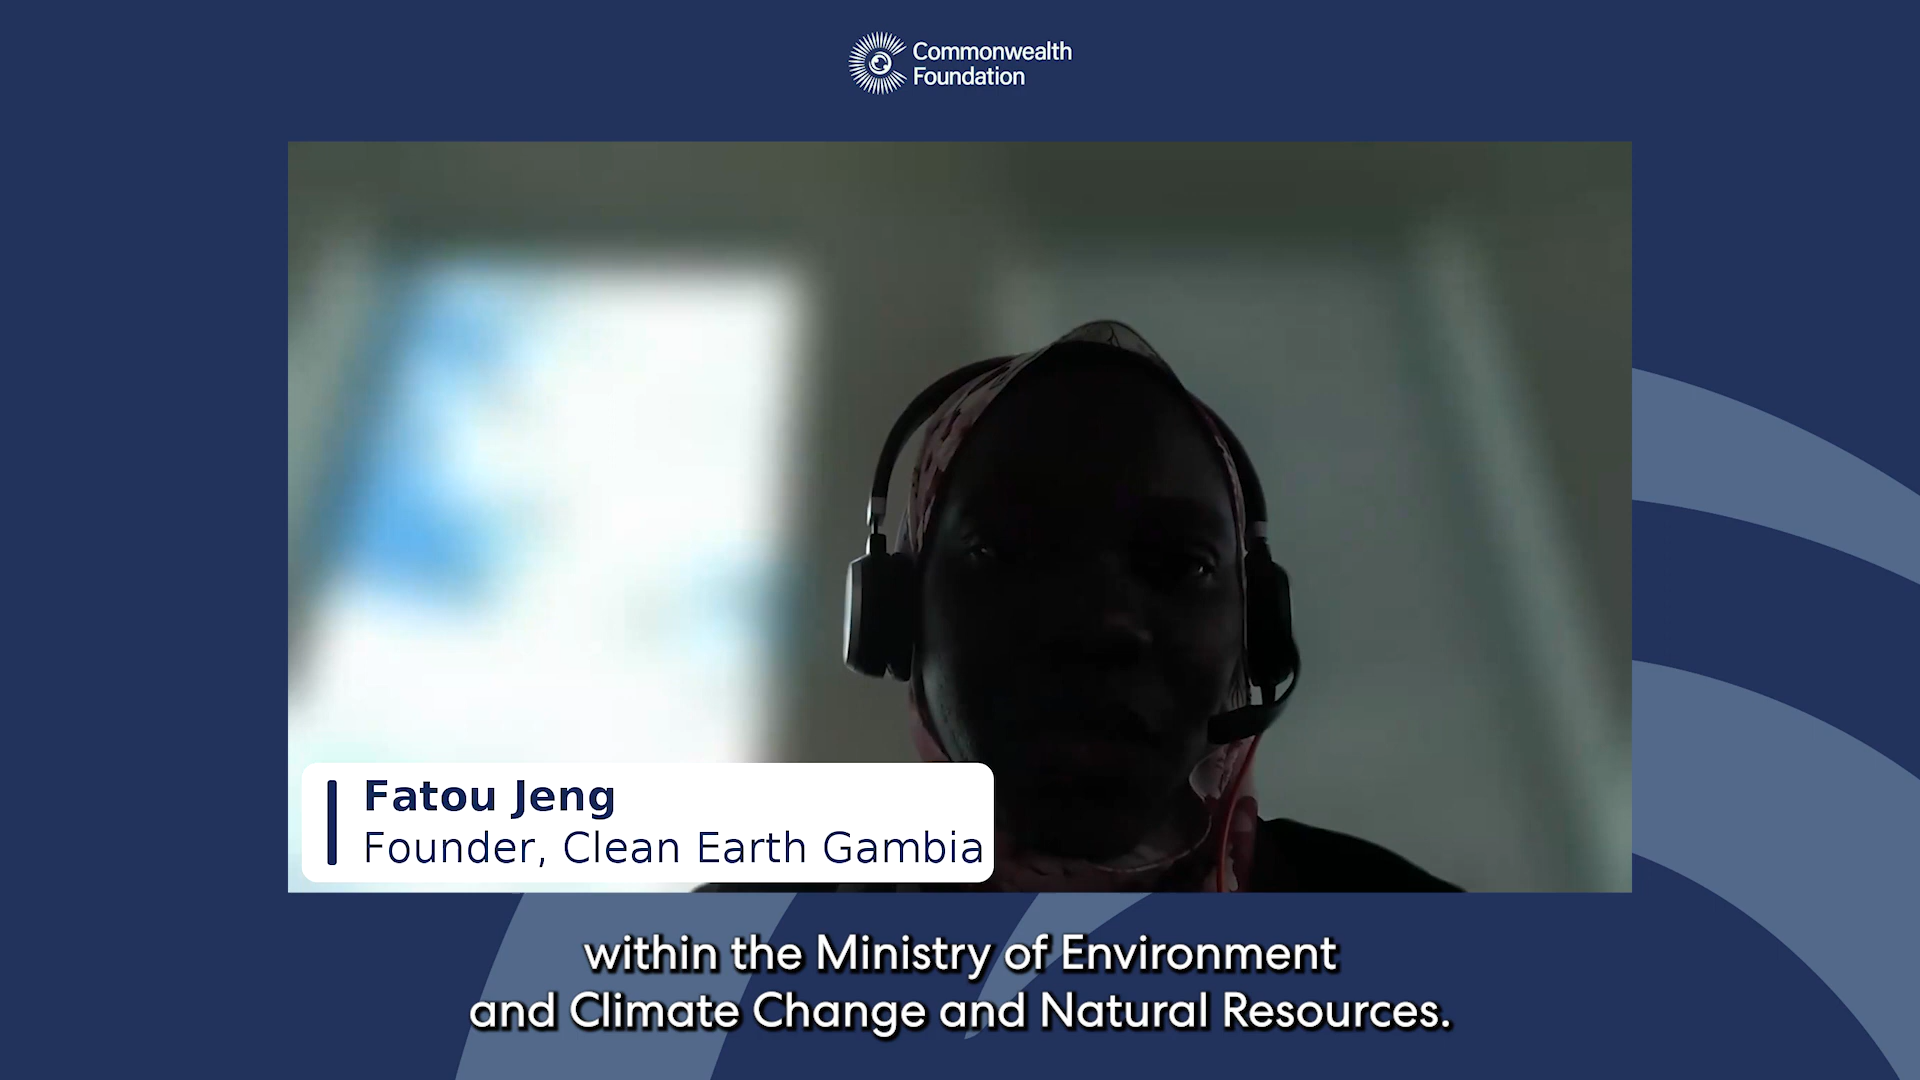 Commonwealth
Foundation
Fatou Jeng
Founder, Clean Earth Gambia
within the Ministry of Environment
and Climate Change and Natural Resources.